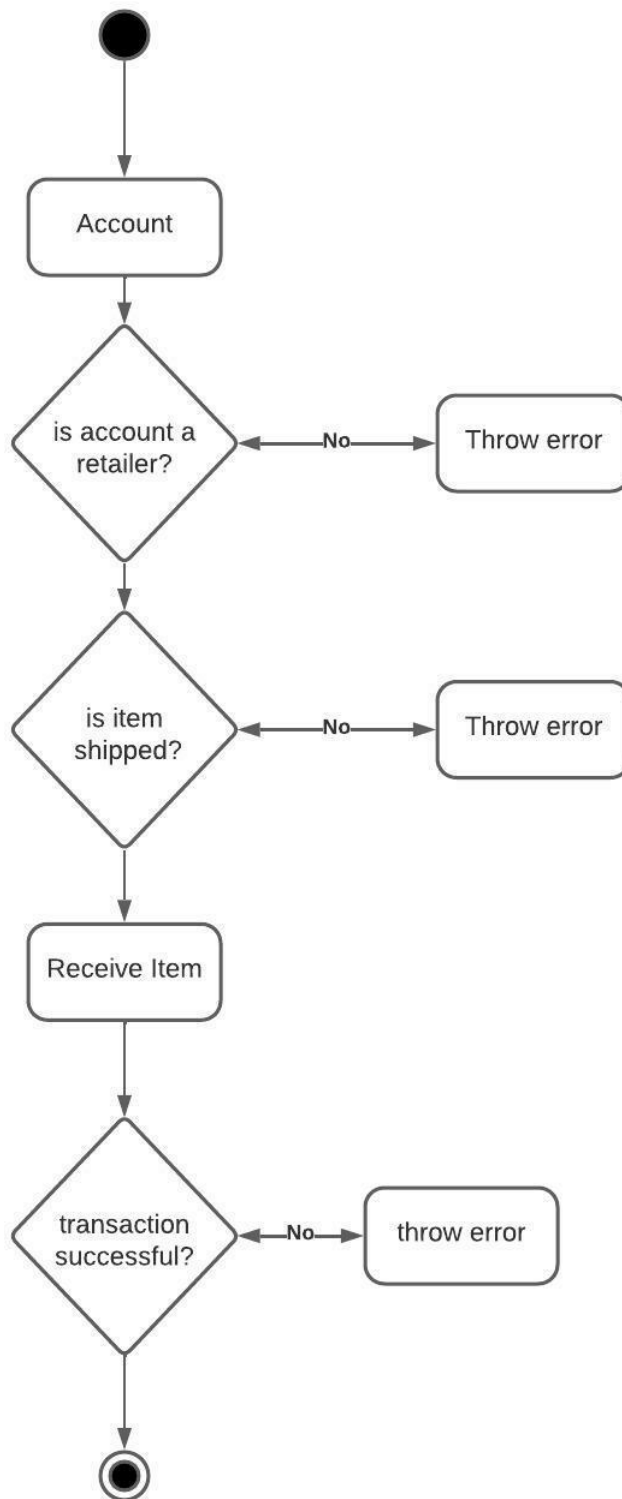 Account
is account a
retailer?
No
Throw error
is item
shipped?
No
Throw error
Receive Item
transaction
successful?
No
throw error